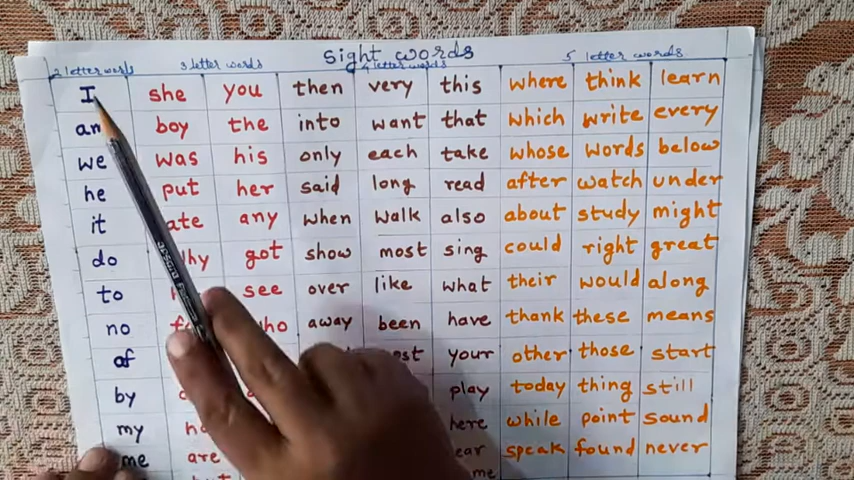 sight words
2 letter words 3 letter words 4 letter words 5 letter words
I she you then very this where think learn
boy the into want that which write every
we was his only each take whose words below
he put her said long read after watch under
it ate any when walk also about study might
do got show most sing could right great
to see over like what their would along
no away been have thank these means
of your other those start
by play today thing still
my here while point sound
me are speak found never